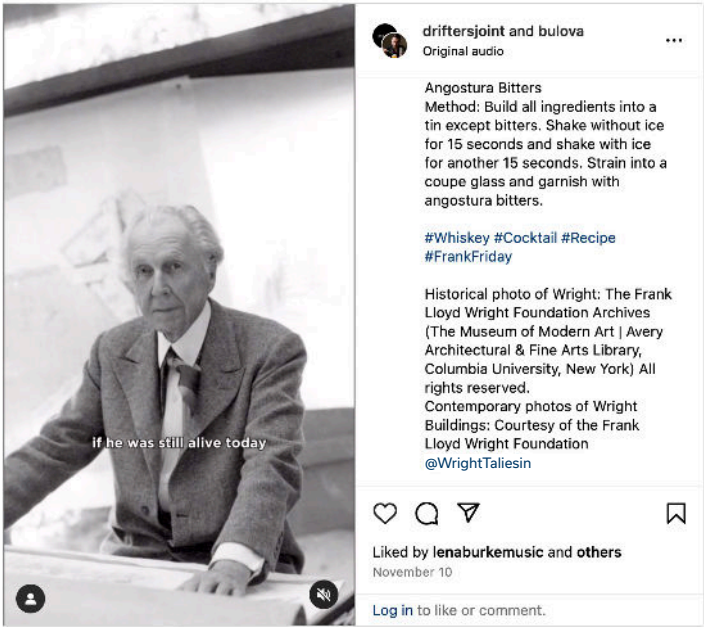 if he was still alive today
driftersjoint and bulova
Original audio
Angostura Bitters
Method: Build all ingredients into a
tin except bitters. Shake without ice
for 15 seconds and shake with ice
for another 15 seconds. Strain into a
coupe glass and garnish with
angostura bitters.
#Whiskey #Cocktail #Recipe
#FrankFriday
Historical photo of Wright: The Frank
Lloyd Wright Foundation Archives
(The Museum of Modern Art | Avery
Architectural & Fine Arts Library,
Columbia University, New York) All
rights reserved.
Contemporary photos of Wright
Buildings: Courtesy of the Frank
Lloyd Wright Foundation
@WrightTaliesin
Liked by lenaburkemusic and others
November 10
Log in to like or comment.